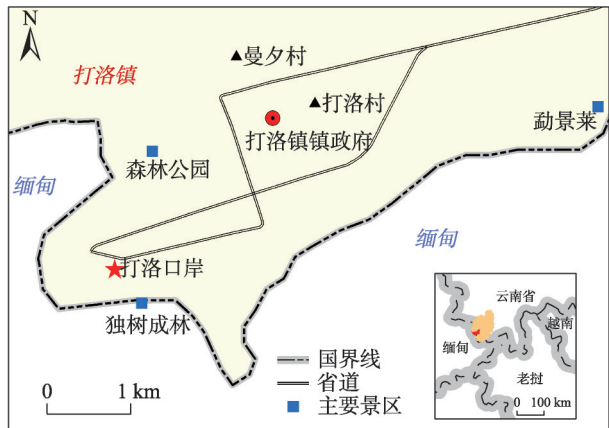 N
曼夕村
打洛镇
打洛村
勐景莱
打洛镇镇政府
森林公园
缅甸
缅甸
打洛口岸
独树成林
云南省
越南
缅甸
老挝
0 100 km
国界线
省道
主要景区
0 1 km